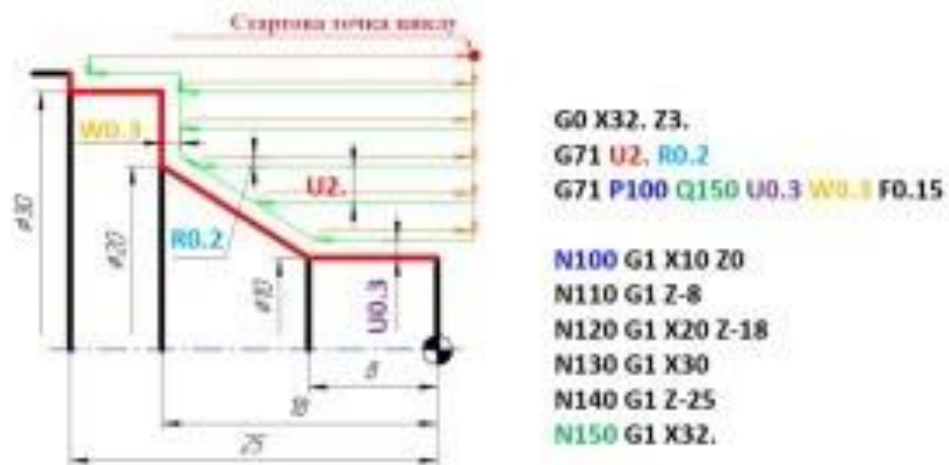 Стартова точка циклу
W0.3
U2.
R0.2
U0.3
Ø30
Ø20
Ø10
8
18
25
G0 X32. Z3.
G71 U2. R0.2
G71 P100 Q150 U0.3 W0.3 F0.15
N100 G1 X10 Z0
N110 G1 Z-8
N120 G1 X20 Z-18
N130 G1 X30
N140 G1 Z-25
N150 G1 X32.